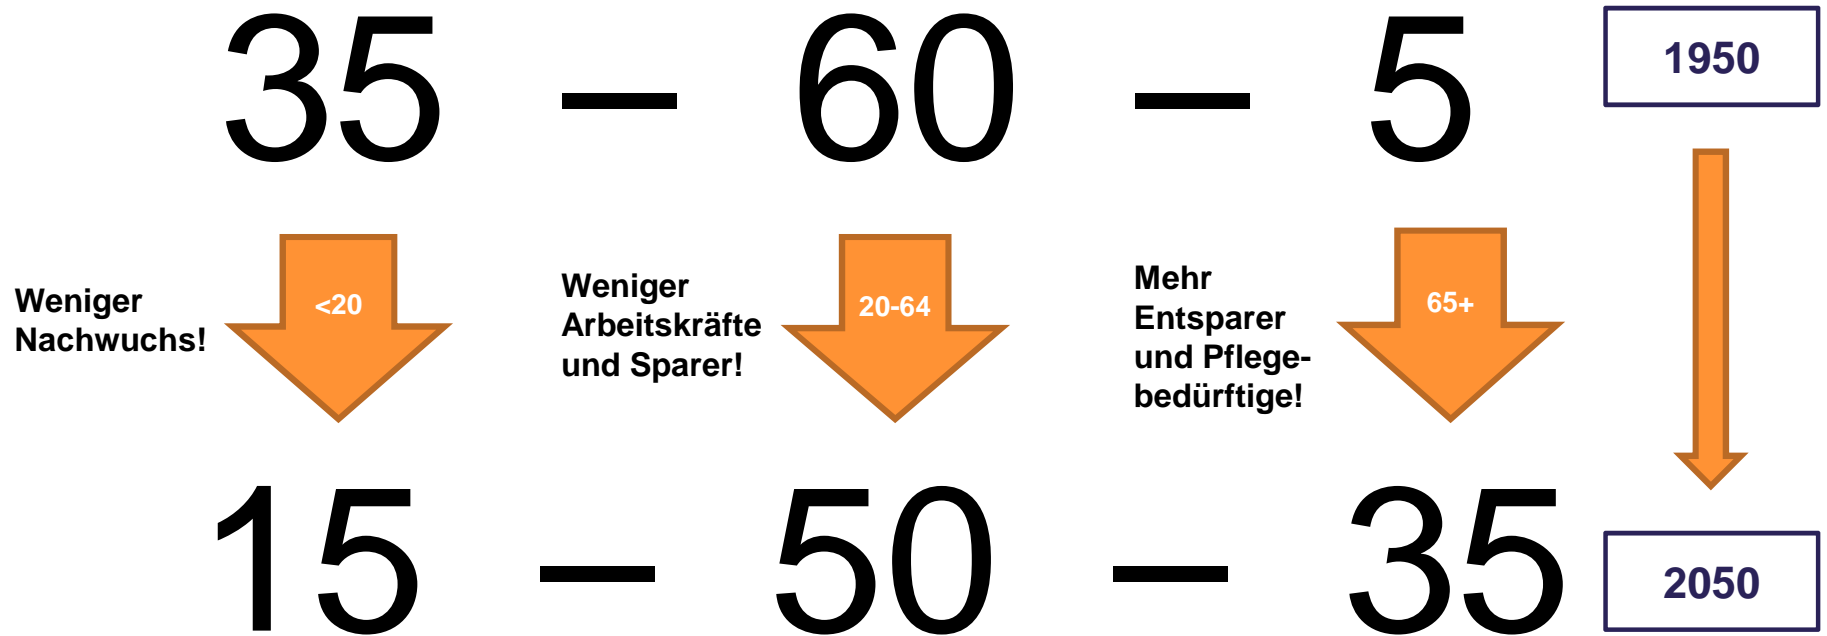 35 – 60 – 5
1950
Weniger
Nachwuchs!
<20
Weniger
Arbeitskräfte
und Sparer!
20-64
Mehr
Entsparer
und Pflege-
bedürftige!
65+
15 – 50 – 35
2050